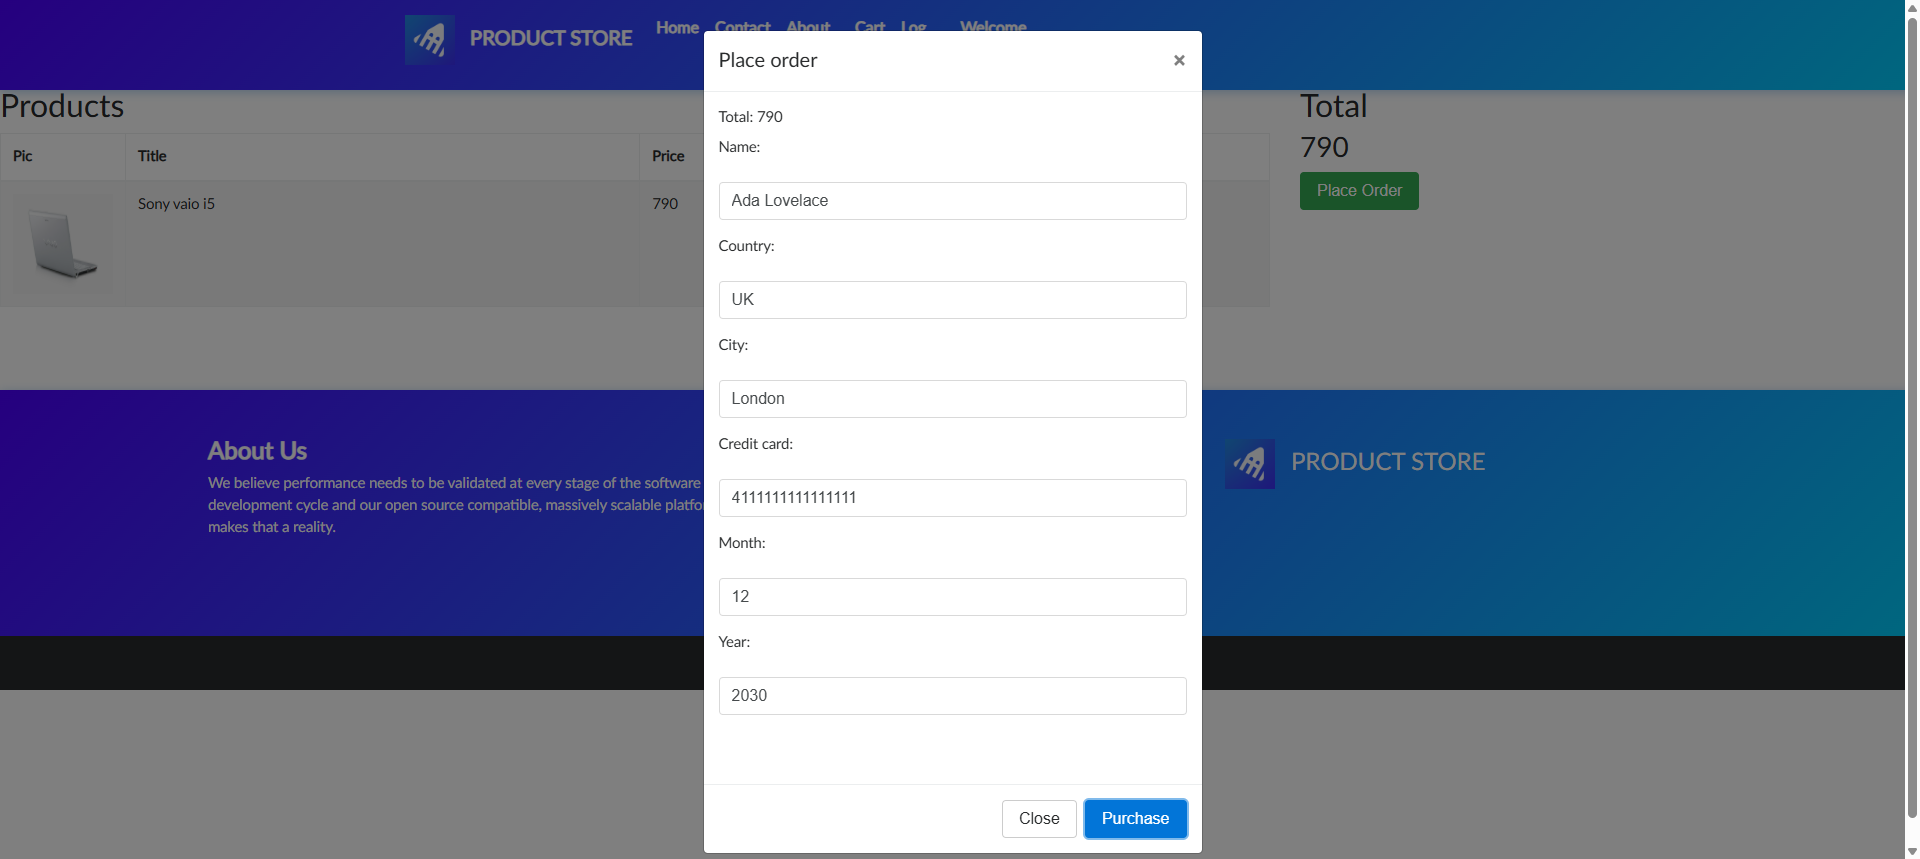 PRODUCT STORE
Home Contact About Cart Log Welcome
Place order
×
Products
Total
790
Place Order
Pic Title Price
Sony vaio i5 790
Total: 790
Name:
Ada Lovelace
Country:
UK
City:
London
Credit card:
4111111111111111
Month:
12
Year:
2030
Close Purchase
About Us
We believe performance needs to be validated at every stage of the software
development cycle and our open source compatible, massively scalable platfo
makes that a reality.
PRODUCT STORE